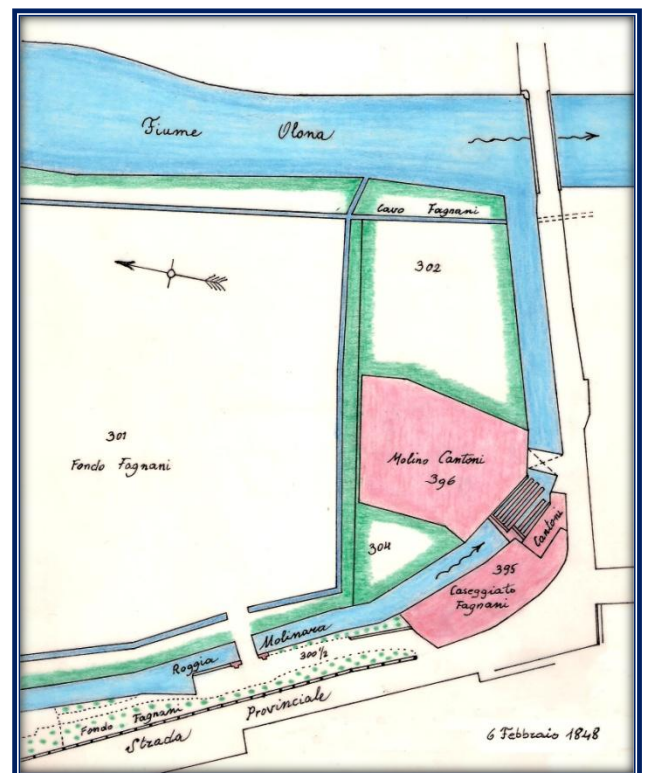 Fiume Olona
Cavo Fagnani
302
301
Fondo Fagnani
Molino Cantoni
396
304
Cantoni
395
Caseggiato
Fagnani
Roggia Molinara
300 1/2
Fondo Fagnani
Strada Provinciale
6 Febbraio 1848